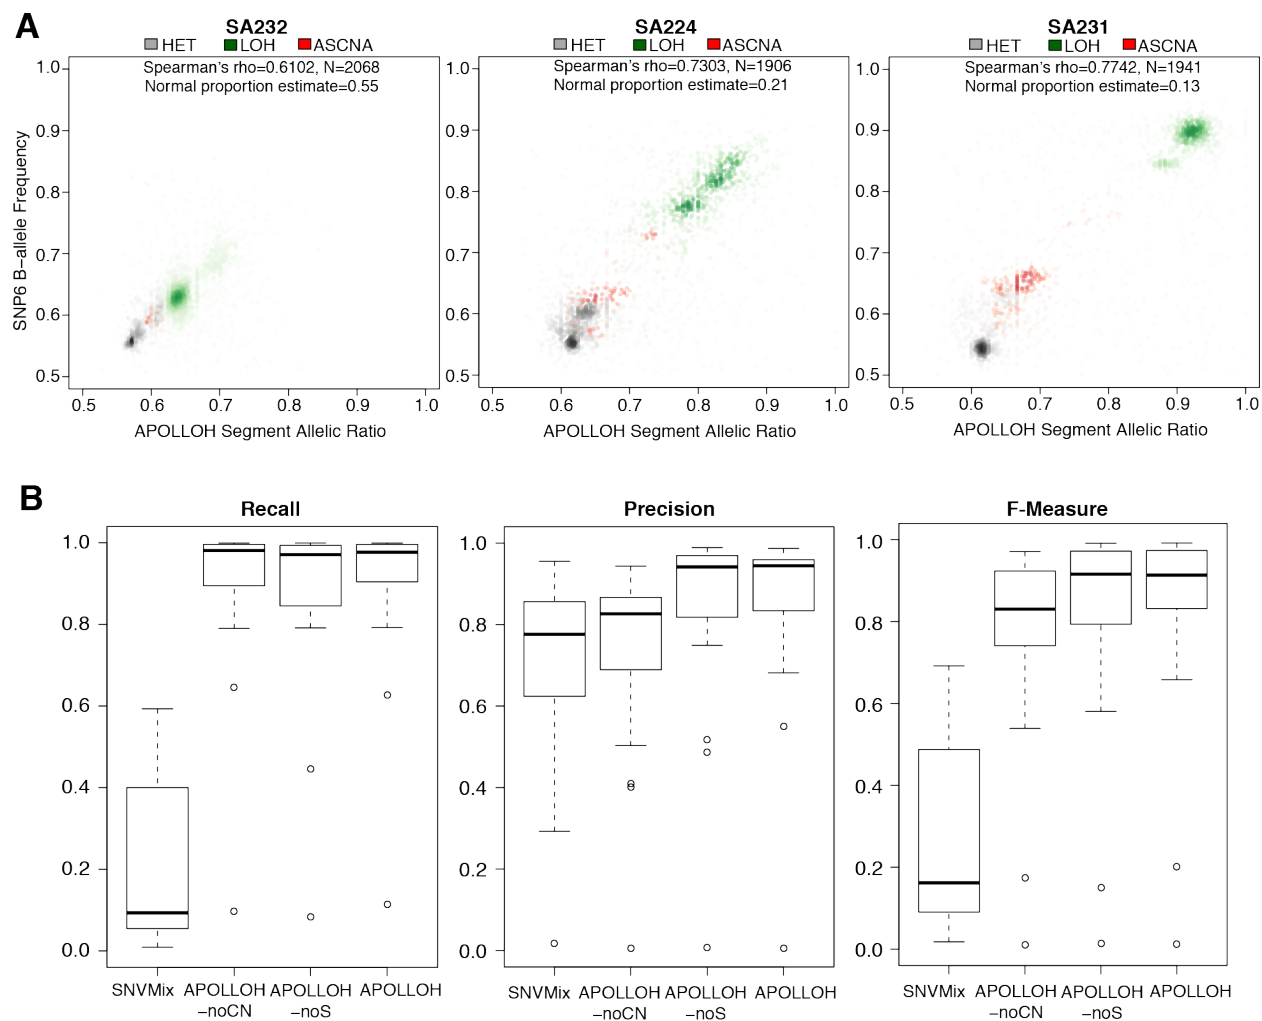 A
SA232
HET LOH ASCNA
Spearman's rho=0.6102, N=2068
Normal proportion estimate=0.55
SNP6 B−allele Frequency
1.0
0.9
0.8
0.7
0.6
0.5
0.5 0.6 0.7 0.8 0.9 1.0
APOLLOH Segment Allelic Ratio
SA224
HET LOH ASCNA
Spearman's rho=0.7303, N=1906
Normal proportion estimate=0.21
1.0
0.9
0.8
0.7
0.6
0.5
0.5 0.6 0.7 0.8 0.9 1.0
APOLLOH Segment Allelic Ratio
SA231
HET LOH ASCNA
Spearman's rho=0.7742, N=1941
Normal proportion estimate=0.13
1.0
0.9
0.8
0.7
0.6
0.5
0.5 0.6 0.7 0.8 0.9 1.0
APOLLOH Segment Allelic Ratio
B
Recall
1.0
0.8
0.6
0.4
0.2
0.0
SNVMix APOLLOH APOLLOH APOLLOH
−noCN −noS
Precision
1.0
0.8
0.6
0.4
0.2
0.0
SNVMix APOLLOH APOLLOH APOLLOH
−noCN −noS
F-Measure
1.0
0.8
0.6
0.4
0.2
0.0
SNVMix APOLLOH APOLLOH APOLLOH
−noCN −noS